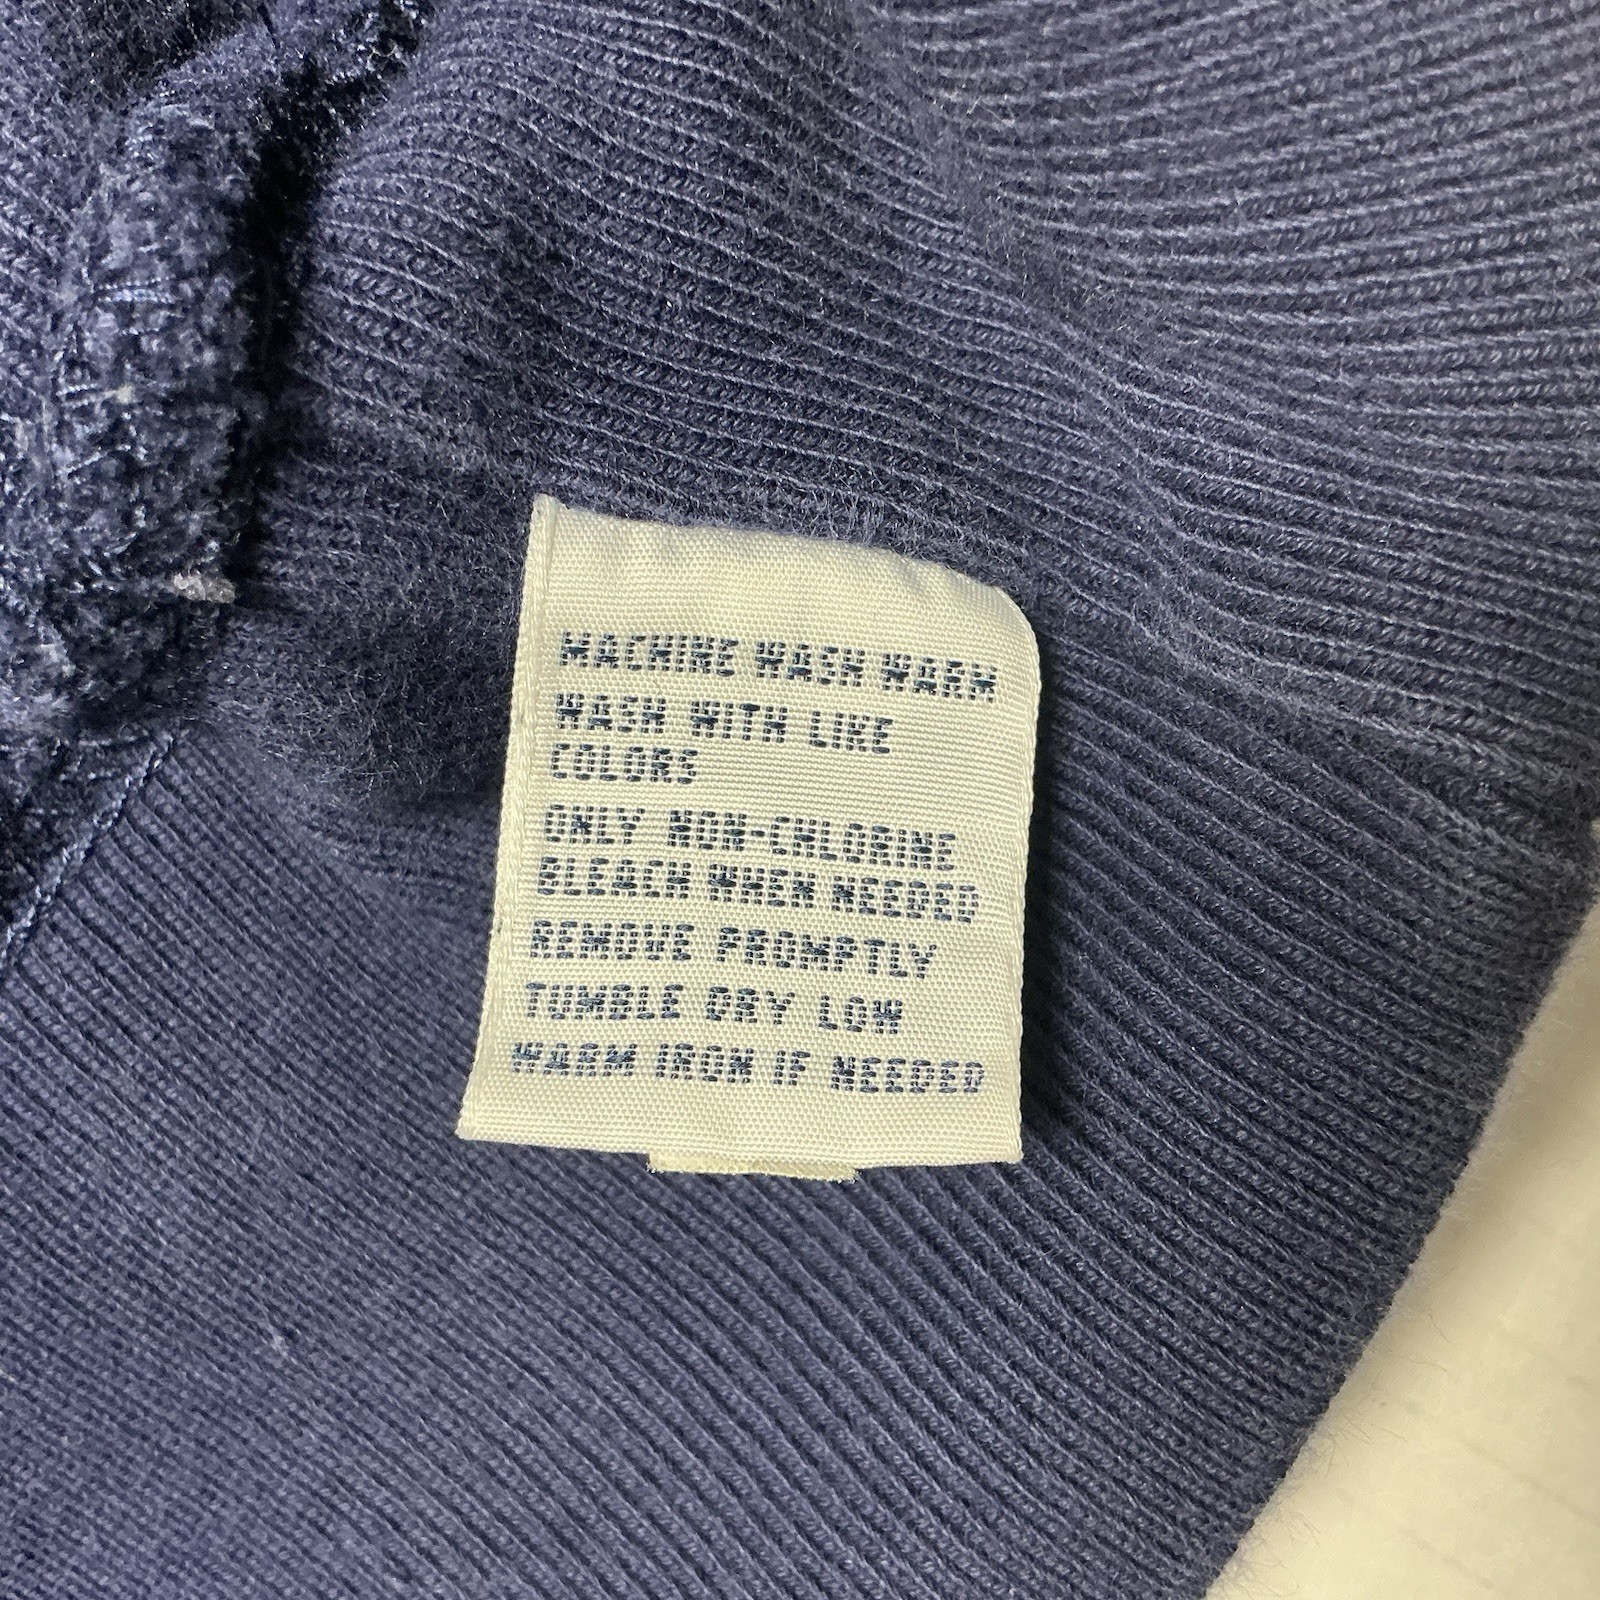 MACHINE WASH WARM
WASH WITH LIKE
COLORS
ONLY NON-CHLORINE
BLEACH WHEN NEEDED
REMOVE PROMPTLY
TUMBLE DRY LOW
WARM IRON IF NEEDED